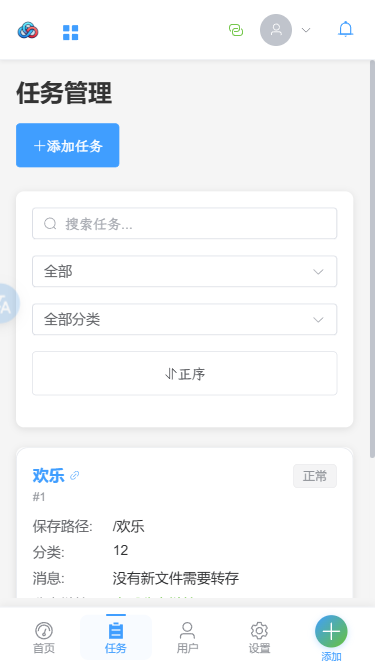 任务管理
添加任务
搜索任务...
全部
全部分类
正序
欢乐
正常
#1
保存路径: /欢乐
分类: 12
消息: 没有新文件需要转存
首页
任务
用户
设置
添加